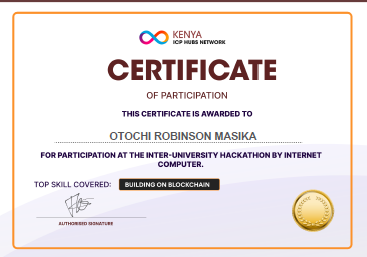 KENYA
ICP HUBS NETWORK
CERTIFICATE
OF PARTICIPATION
THIS CERTIFICATE IS AWARDED TO
OTOCHI ROBINSON MASIKA
FOR PARTICIPATION AT THE INTER-UNIVERSITY HACKATHON BY INTERNET
COMPUTER.
TOP SKILL COVERED: BUILDING ON BLOCKCHAIN
AUTHORISED SIGNATURE